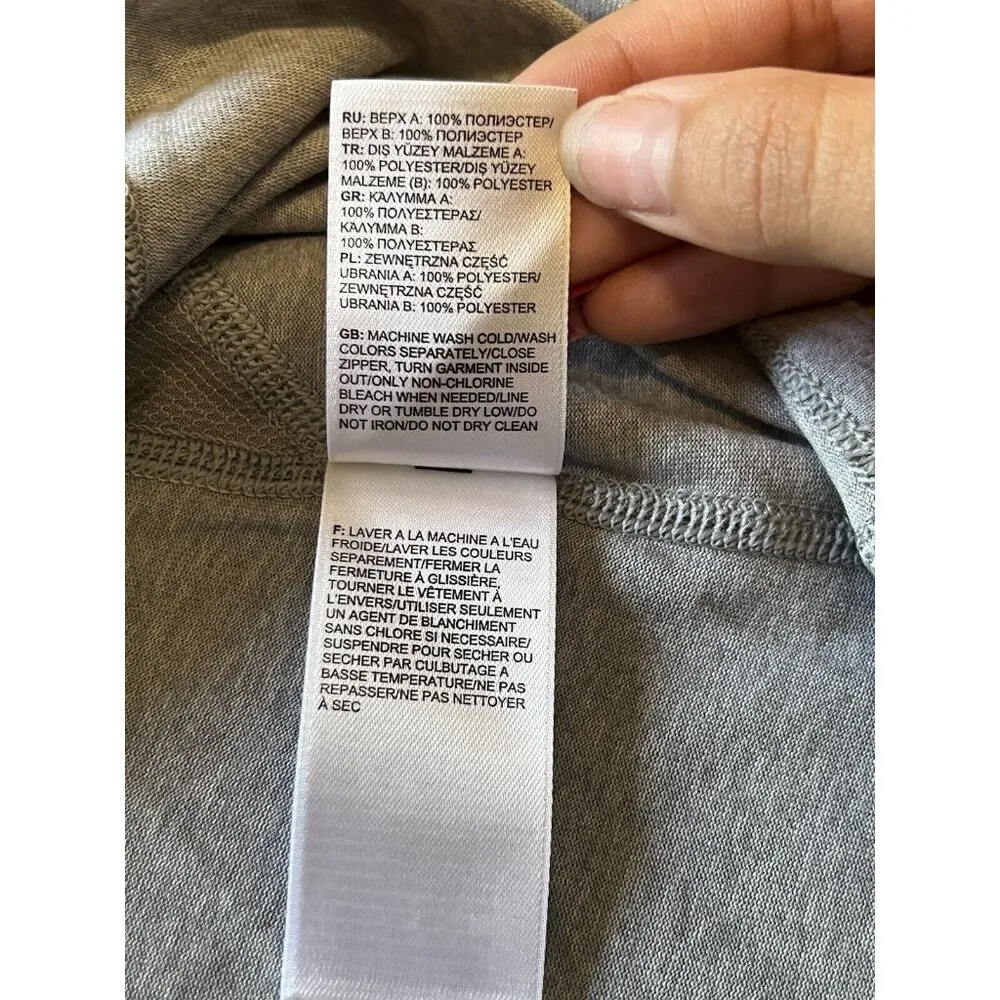 RU: ВЕРХ А: 100% ПОЛИЭСТЕР/
ВЕРХ В: 100% ПОЛИЭСТЕР
TR: DIŞ YÜZEY MALZEME A:
100% POLYESTER/DIŞ YÜZEY
MALZEME (B): 100% POLYESTER
GR: ΚΆΛΥΜΜΑ Α:
100% ΠΟΛΥΕΣΤΕΡΑΣ/
ΚΆΛΥΜΜΑ Β:
100% ΠΟΛΥΕΣΤΕΡΑΣ
PL: ZEWNĘTRZNA CZĘŚĆ
UBRANIA A: 100% POLYESTER/
ZEWNĘTRZNA CZĘŚĆ
UBRANIA B: 100% POLYESTER
GB: MACHINE WASH COLD/WASH
COLORS SEPARATELY/CLOSE
ZIPPER, TURN GARMENT INSIDE
OUT/ONLY NON-CHLORINE
BLEACH WHEN NEEDED/LINE
DRY OR TUMBLE DRY LOW/DO
NOT IRON/DO NOT DRY CLEAN
F: LAVER A LA MACHINE A L'EAU
FROIDE/LAVER LES COULEURS
SEPAREMENT/FERMER LA
FERMETURE À GLISSIÈRE,
TOURNER LE VÊTEMENT À
L'ENVERS/UTILISER SEULEMENT
UN AGENT DE BLANCHIMENT
SANS CHLORE SI NECESSAIRE/
SUSPENDRE POUR SECHER OU
SECHER PAR CULBUTAGE A
BASSE TEMPERATURE/NE PAS
REPASSER/NE PAS NETTOYER
À SEC